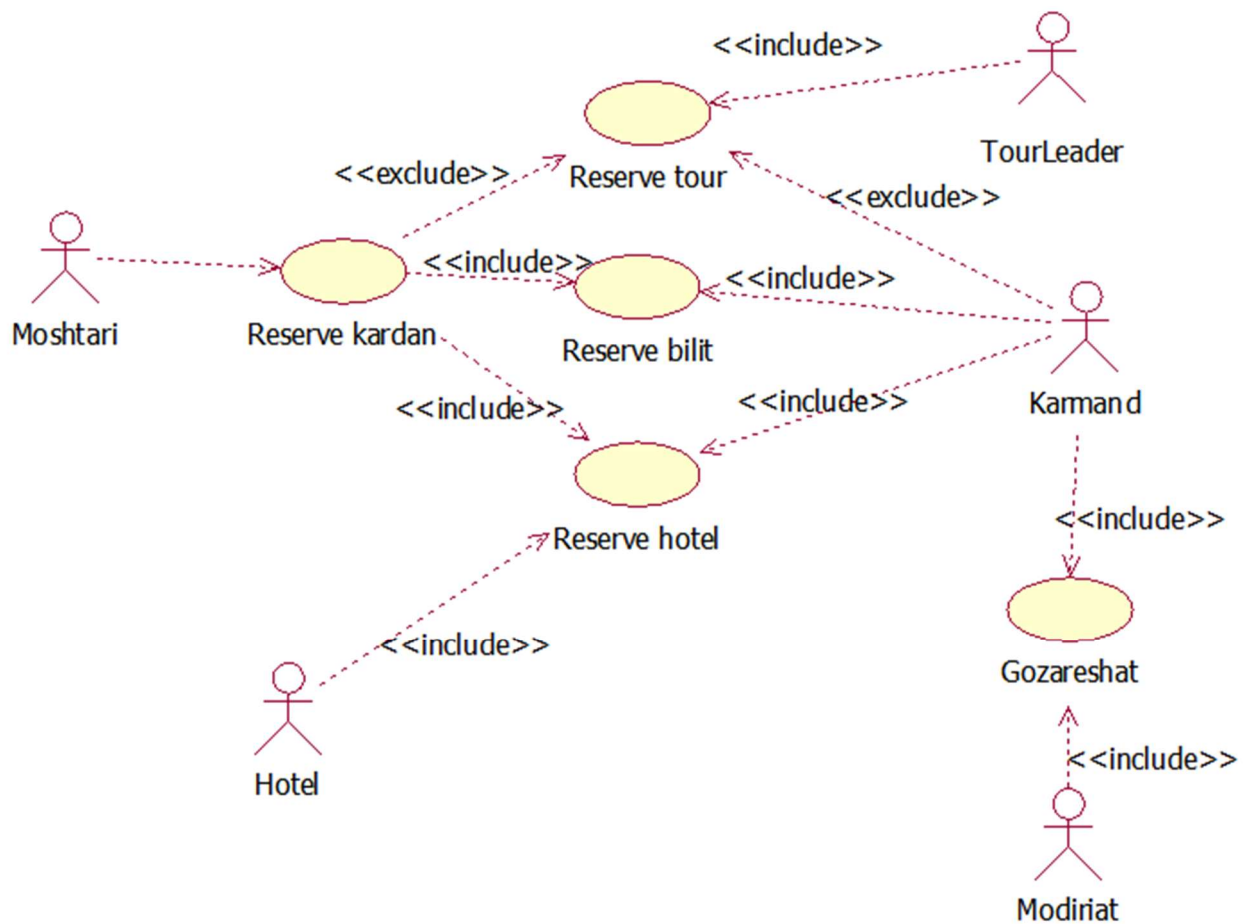 <<include>>
TourLeader
Reserve tour
<<exclude>>
<<exclude>>
Moshtari
Reserve kardan
<<include>>
<<include>>
Reserve bilit
Karmand
<<include>>
<<include>>
Reserve hotel
<<include>>
Gozareshat
<<include>>
Hotel
<<include>>
Modiriat